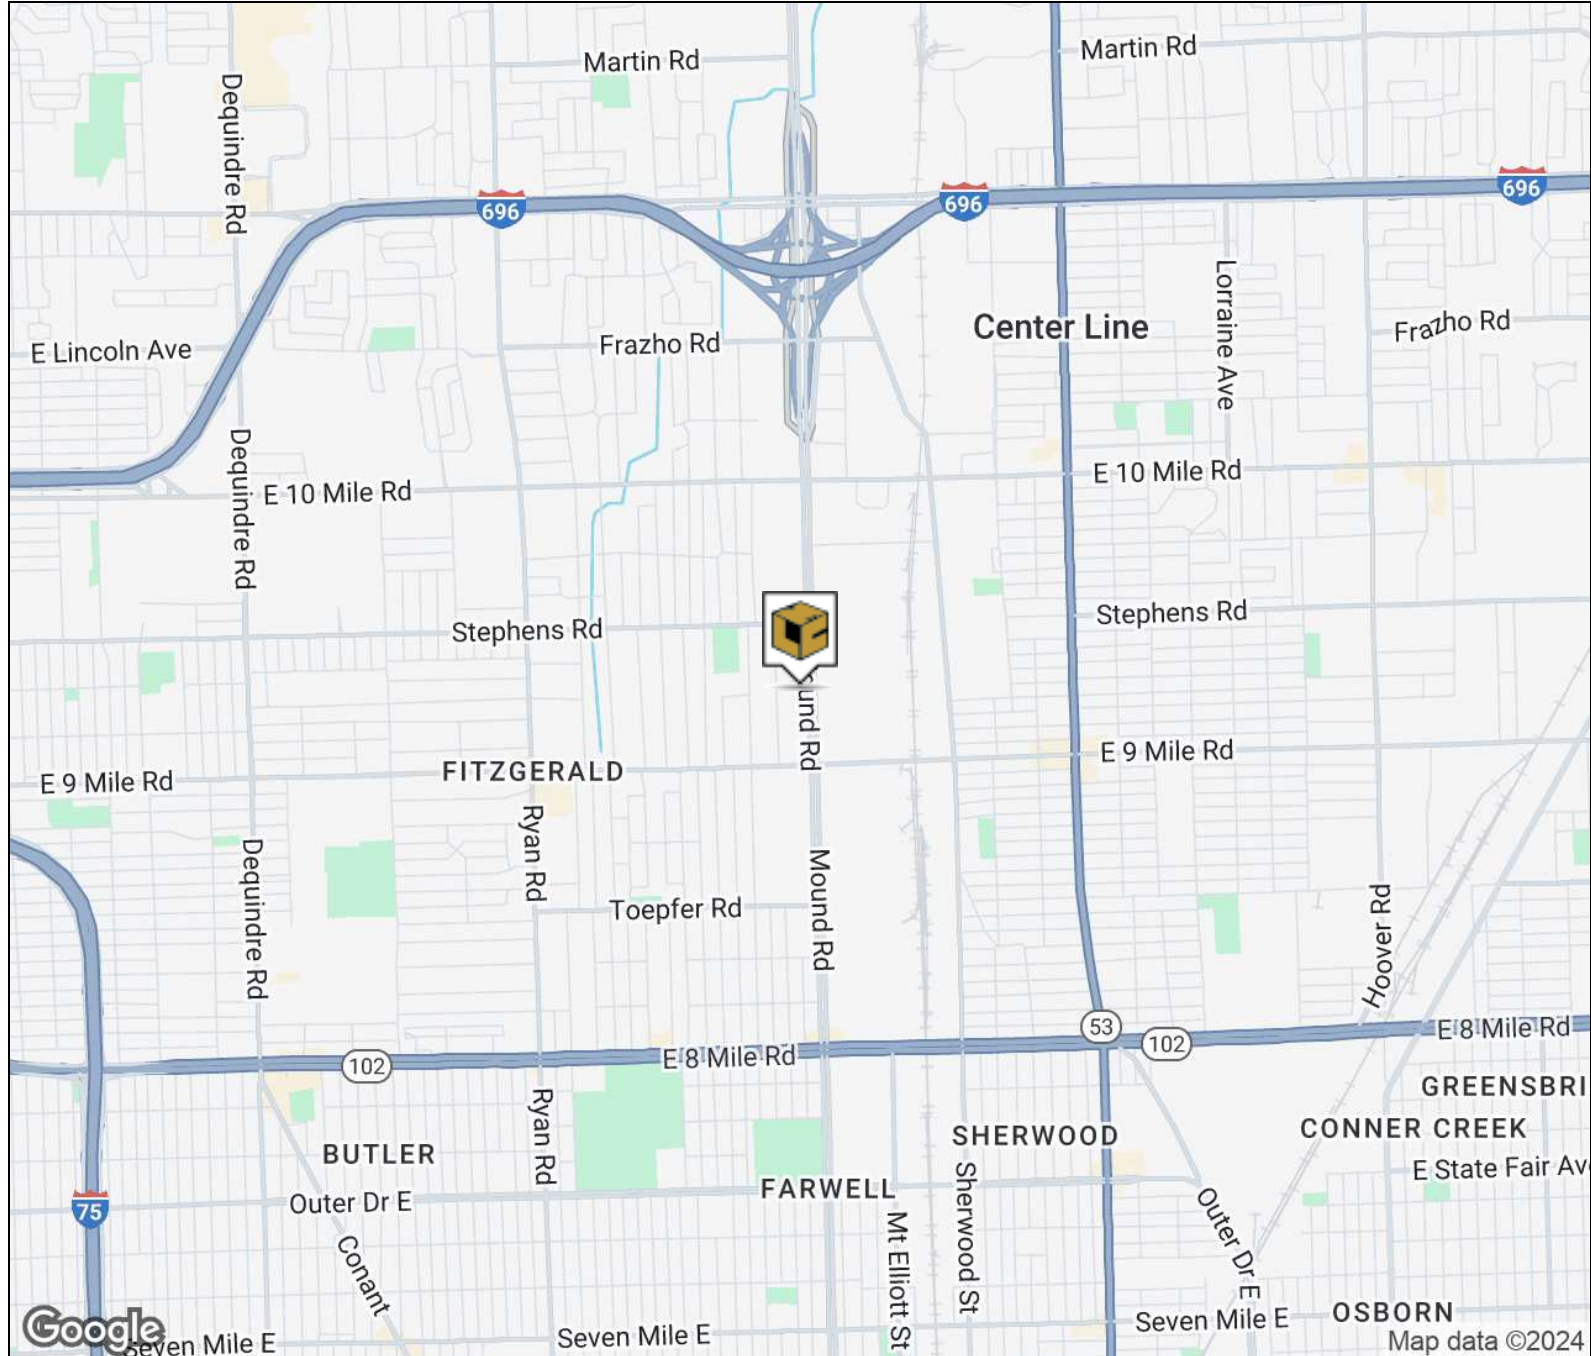 Martin Rd
Martin Rd
Dequindre Rd
696
696
696
Lorraine Ave
Center Line
Frazho Rd
Frazho Rd
E Lincoln Ave
Dequindre Rd
E 10 Mile Rd
E 10 Mile Rd
Stephens Rd
Stephens Rd
und Rd
E 9 Mile Rd
FITZGERALD
E 9 Mile Rd
Ryan Rd
Dequindre Rd
Mound Rd
Toepfer Rd
Hoover Rd
53
E 8 Mile Rd
102
E 8 Mile Rd
102
GREENSBRI
SHERWOOD
CONNER CREEK
BUTLER
Ryan Rd
E State Fair Av
FARWELL
Outer Dr E
75
Sherwood St
Outer Dr E
Mt Elliott St
Conant
OSBORN
Seven Mile E
Seven Mile E
Google
Seven Mile E
Map data ©2024